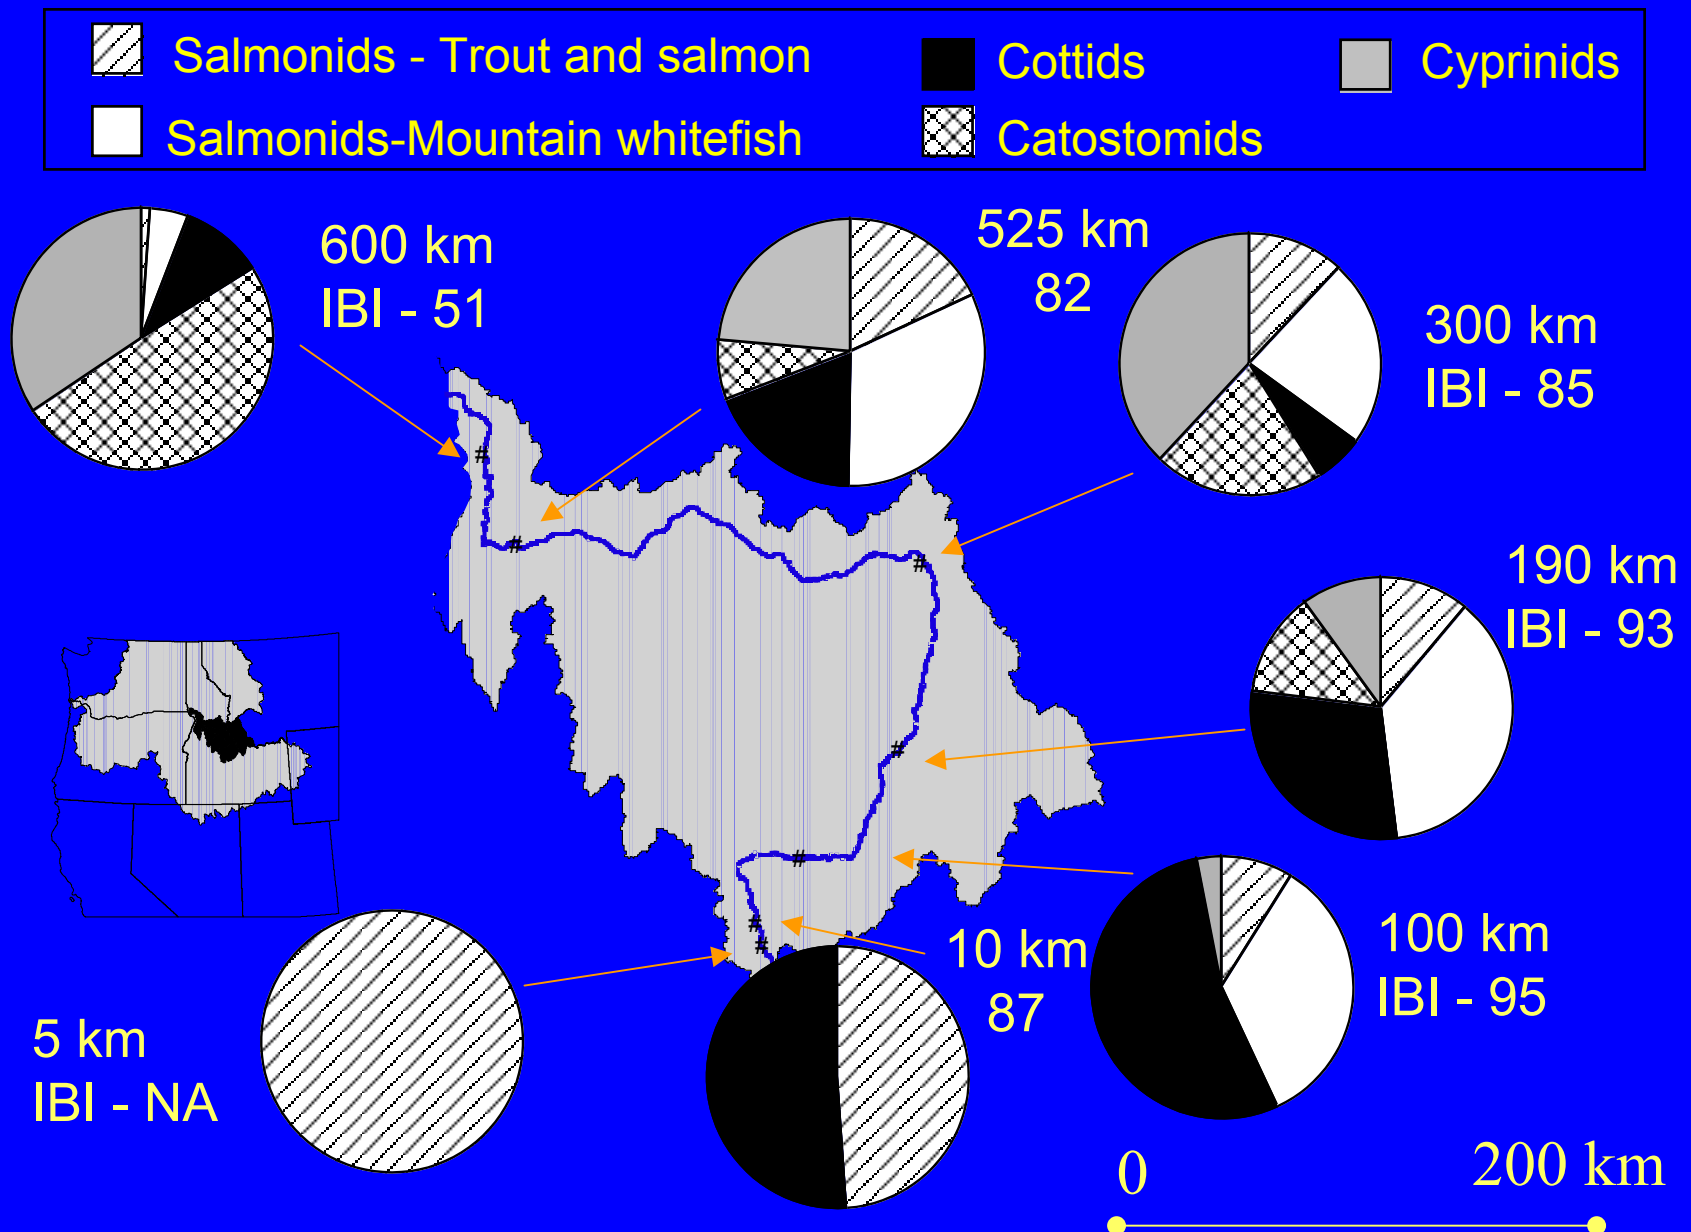 Salmonids - Trout and salmon
Cottids
Cyprinids
Salmonids-Mountain whitefish
Catostomids
600 km
IBI - 51
525 km
82
300 km
IBI - 85
190 km
IBI - 93
100 km
IBI - 95
10 km
87
5 km
IBI - NA
#
#
#
#
#
#
#
0
200 km